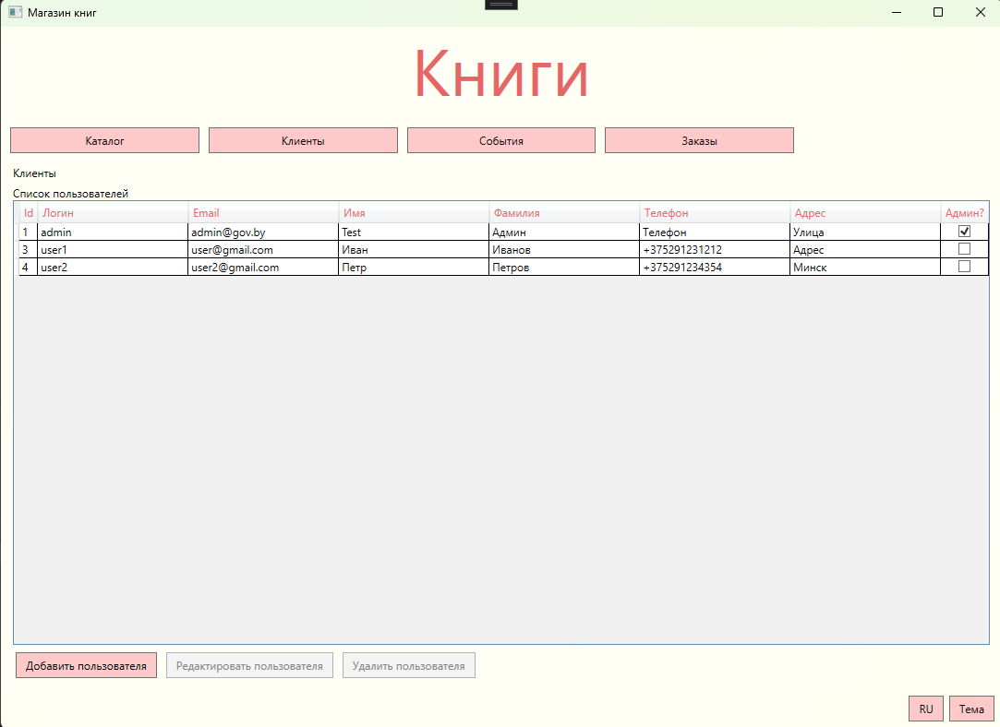 Магазин книг
Книги
Каталог Клиенты События Заказы
Клиенты
Список пользователей
Id Логин Email Имя Фамилия Телефон Адрес Админ?
1 admin admin@gov.by Test Админ Телефон Улица
3 user1 user@gmail.com Иван Иванов +375291231212 Адрес
4 user2 user2@gmail.com Петр Петров +375291234354 Минск
Добавить пользователя Редактировать пользователя Удалить пользователя
RU Тема